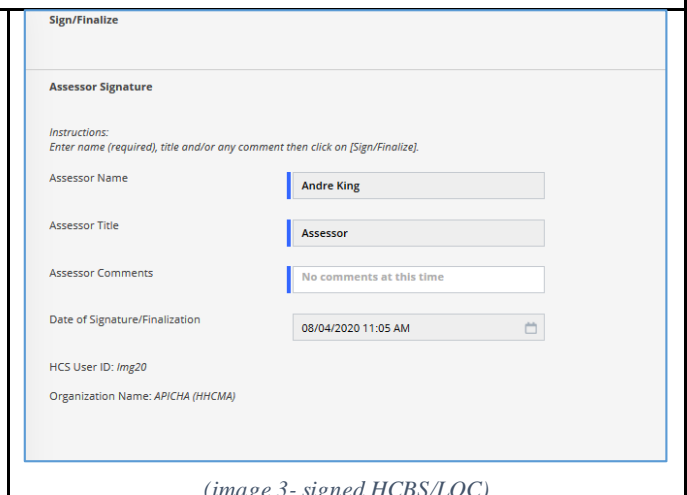 Sign/Finalize
Assessor Signature
Instructions:
Enter name (required), title and/or any comment then click on [Sign/Finalize].
Assessor Name
Andre King
Assessor Title
Assessor
Assessor Comments
No comments at this time
Date of Signature/Finalization
08/04/2020 11:05 AM
HCS User ID: lmg20
Organization Name: APICHA (HHCMA)
(image 3- signed HCBS/LOC)